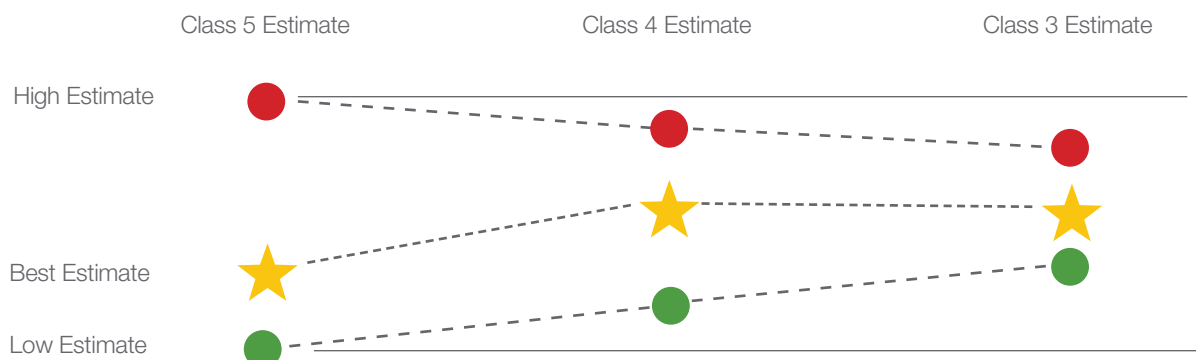 Class 5 Estimate
Class 4 Estimate
Class 3 Estimate
High Estimate
Best Estimate
Low Estimate